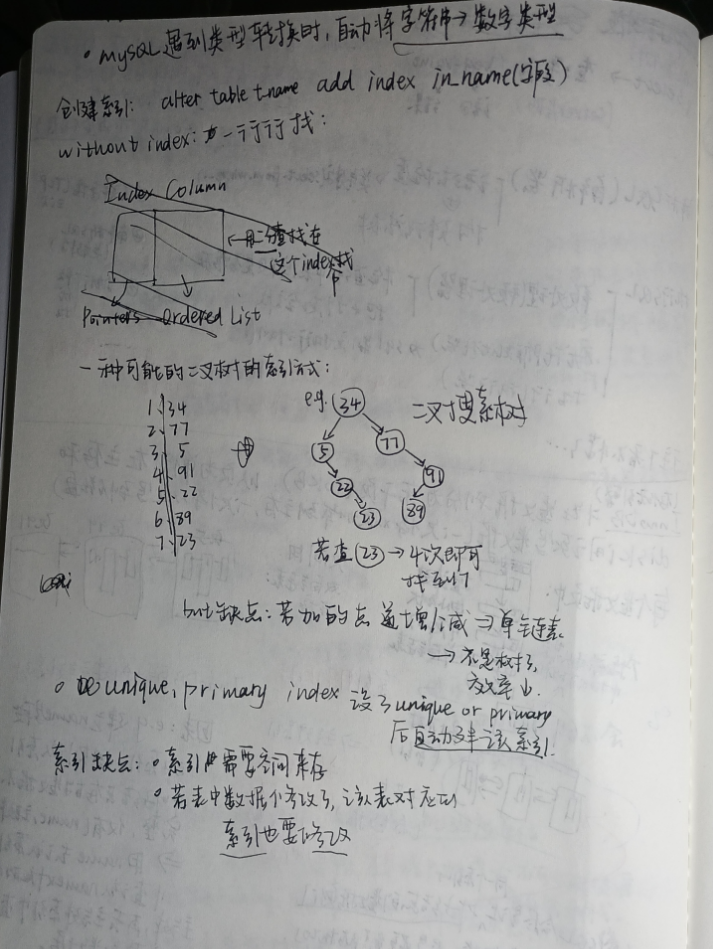 • mySQL遇到类型转换时,自动将字符串→数字类型
创建索引: alter table t_name add index in_name(字段)
without index: 一行行找:
Index Column
←用二分查找在
这个index找
Pointers Ordered List
一种可能的二叉树的索引方式:
e.g. 34 二叉搜索树
1 34
2 77
3 5
4 91
5 22
6 89
7 23
5 77
22 91
23 89
若查 23 → 4次即可
找到了
but缺点: 若加的点递增/减 → 单链表
→ 不是树了,
效率低.
unique, primary index 设了unique or primary
后自动建该索引.
索引缺点: 索引需要空间来存
若表中数据修改了, 该表对应的
索引也要修改